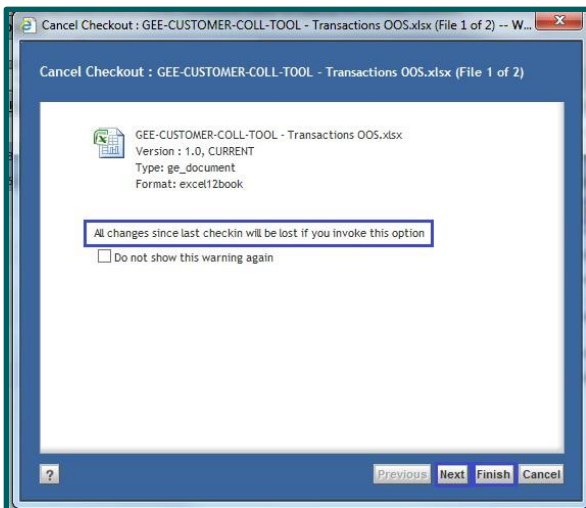 Cancel Checkout : GEE-CUSTOMER-COLL-TOOL - Transactions OOS.xlsx (File 1 of 2) -- W...
Cancel Checkout : GEE-CUSTOMER-COLL-TOOL - Transactions OOS.xlsx (File 1 of 2)
GEE-CUSTOMER-COLL-TOOL - Transactions OOS.xlsx
Version : 1.0, CURRENT
Type: ge_document
Format: excel12book
All changes since last checkin will be lost if you invoke this option
Do not show this warning again
? Previous Next Finish Cancel